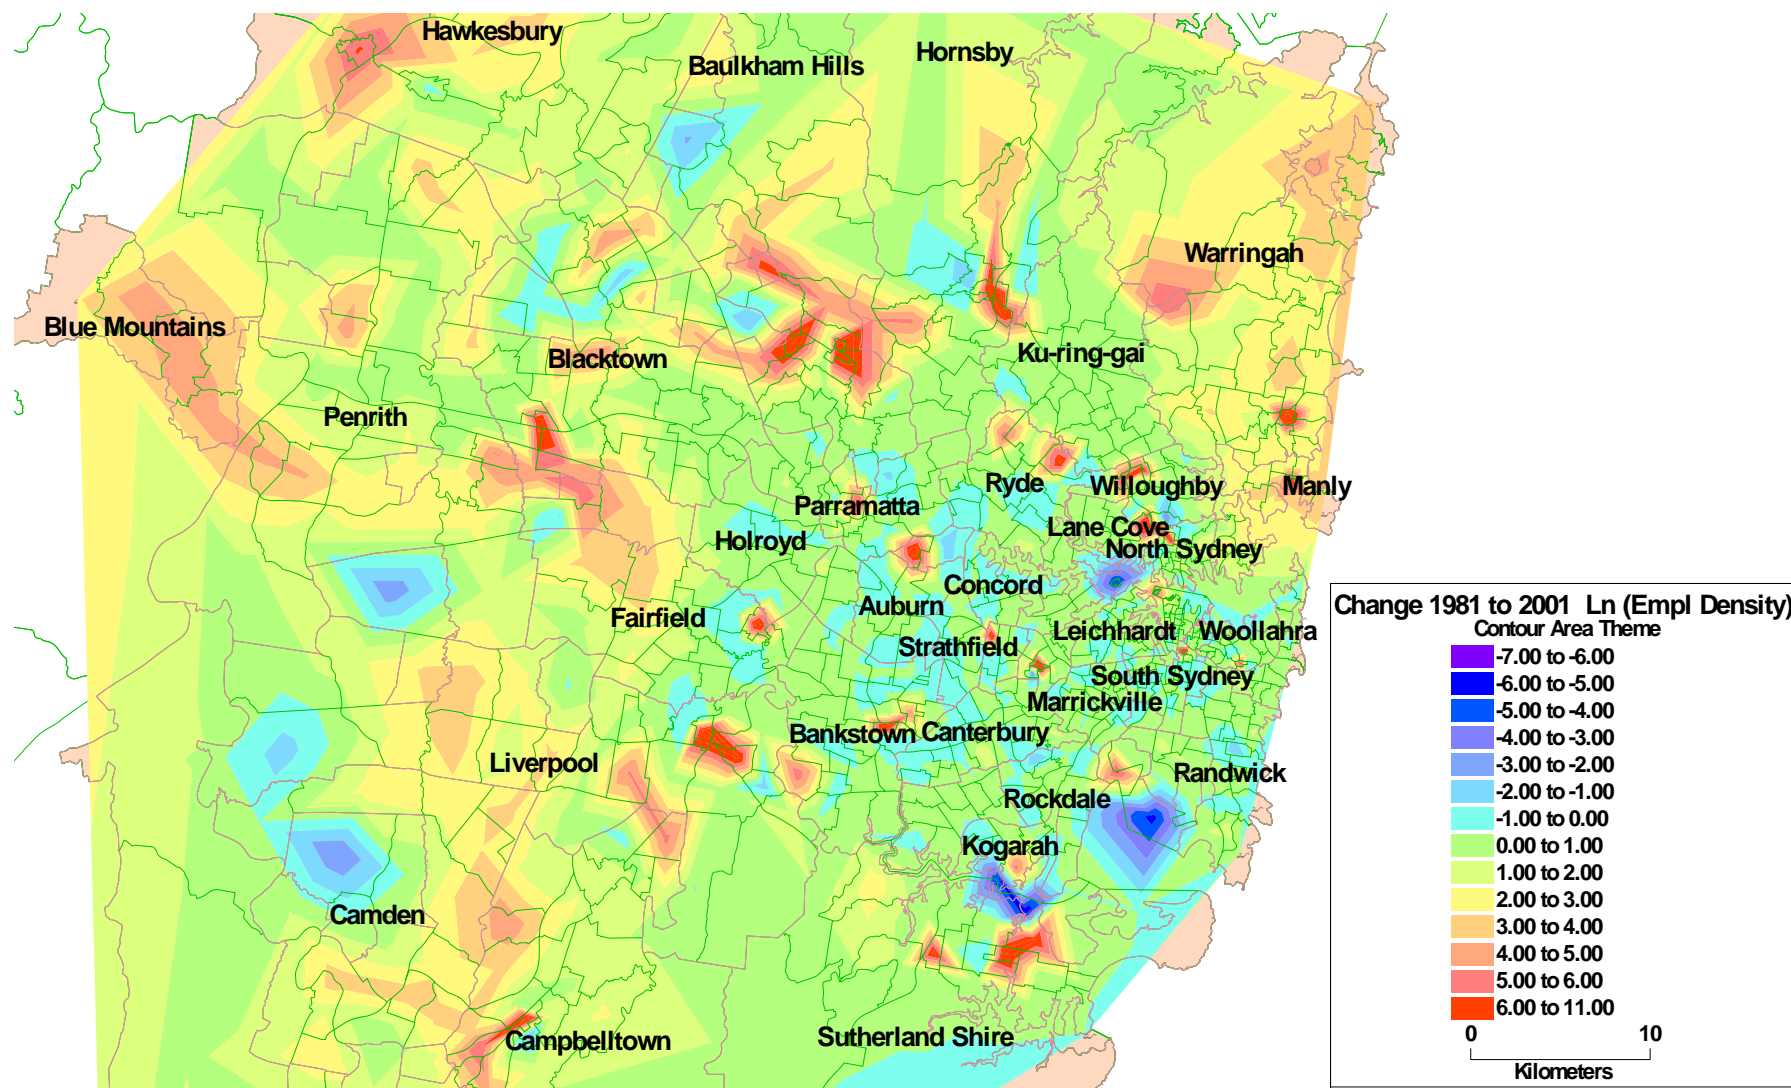 Hawkesbury
Hornsby
Baulkham Hills
Warringah
Blue Mountains
Ku-ring-gai
Blacktown
Penrith
Ryde
Willoughby
Manly
Parramatta
Lane Cove
Holroyd
North Sydney
Concord
Auburn
Fairfield
Leichhardt
Woollahra
Strathfield
South Sydney
Marrickville
Bankstown
Canterbury
Liverpool
Randwick
Rockdale
Kogarah
Camden
Sutherland Shire
Campbelltown
Change 1981 to 2001 Ln (Empl Density)
Contour Area Theme
-7.00 to -6.00
-6.00 to -5.00
-5.00 to -4.00
-4.00 to -3.00
-3.00 to -2.00
-2.00 to -1.00
-1.00 to 0.00
0.00 to 1.00
1.00 to 2.00
2.00 to 3.00
3.00 to 4.00
4.00 to 5.00
5.00 to 6.00
6.00 to 11.00
0 10
Kilometers